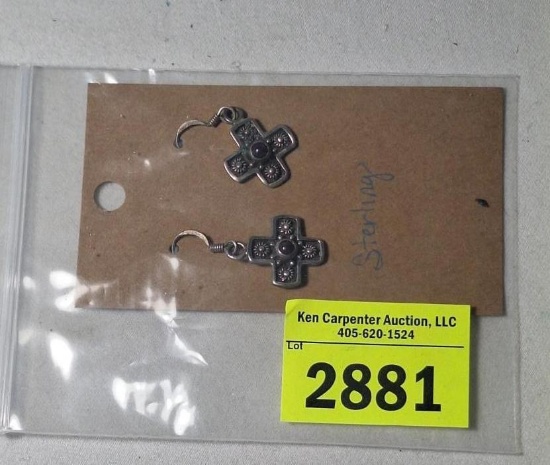 Sterling
Ken Carpenter Auction, LLC
405-620-1524
Lot
2881